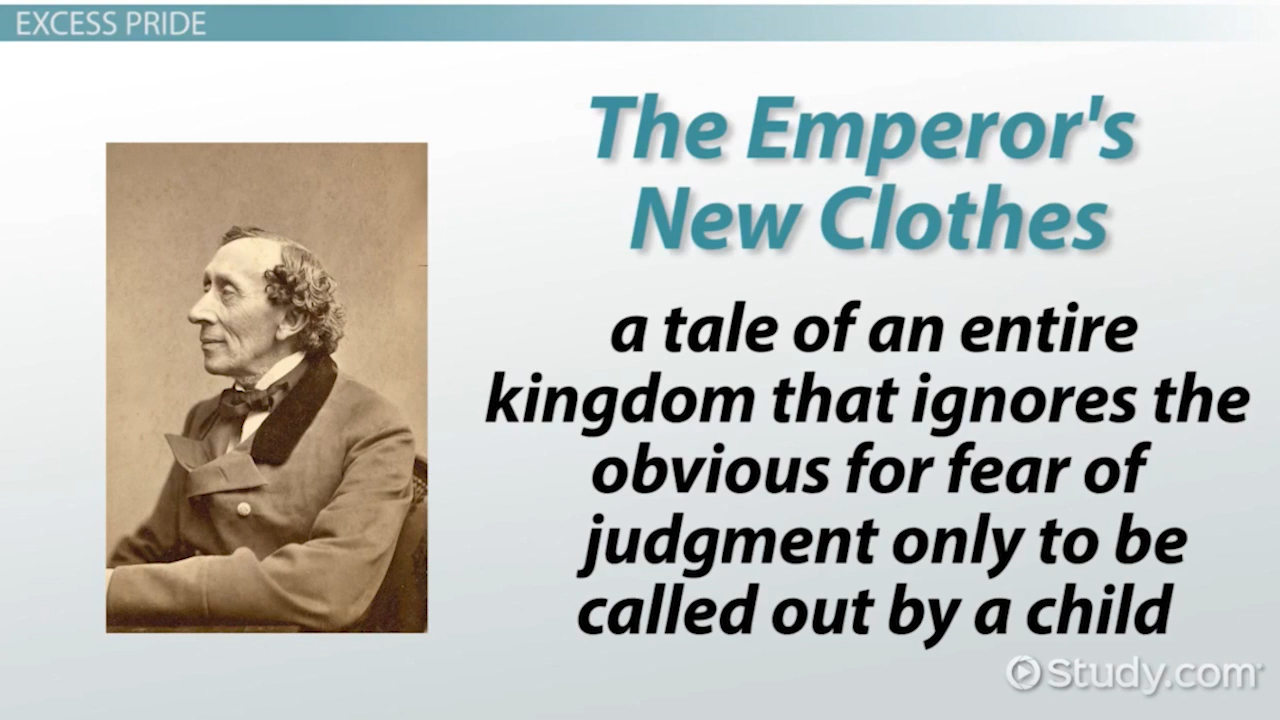 EXCESS PRIDE
The Emperor's
New Clothes
a tale of an entire
kingdom that ignores the
obvious for fear of
judgment only to be
called out by a child
Study.com